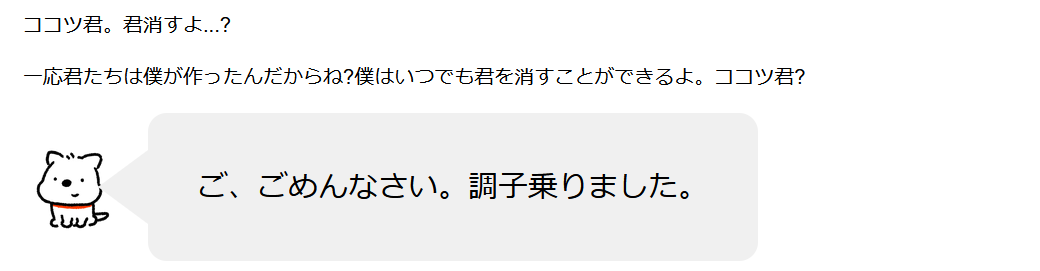 ココツ君。君消すよ...?
一応君たちは僕が作ったんだからね?僕はいつでも君を消すことができるよ。ココツ君?
ご、ごめんなさい。調子乗りました。